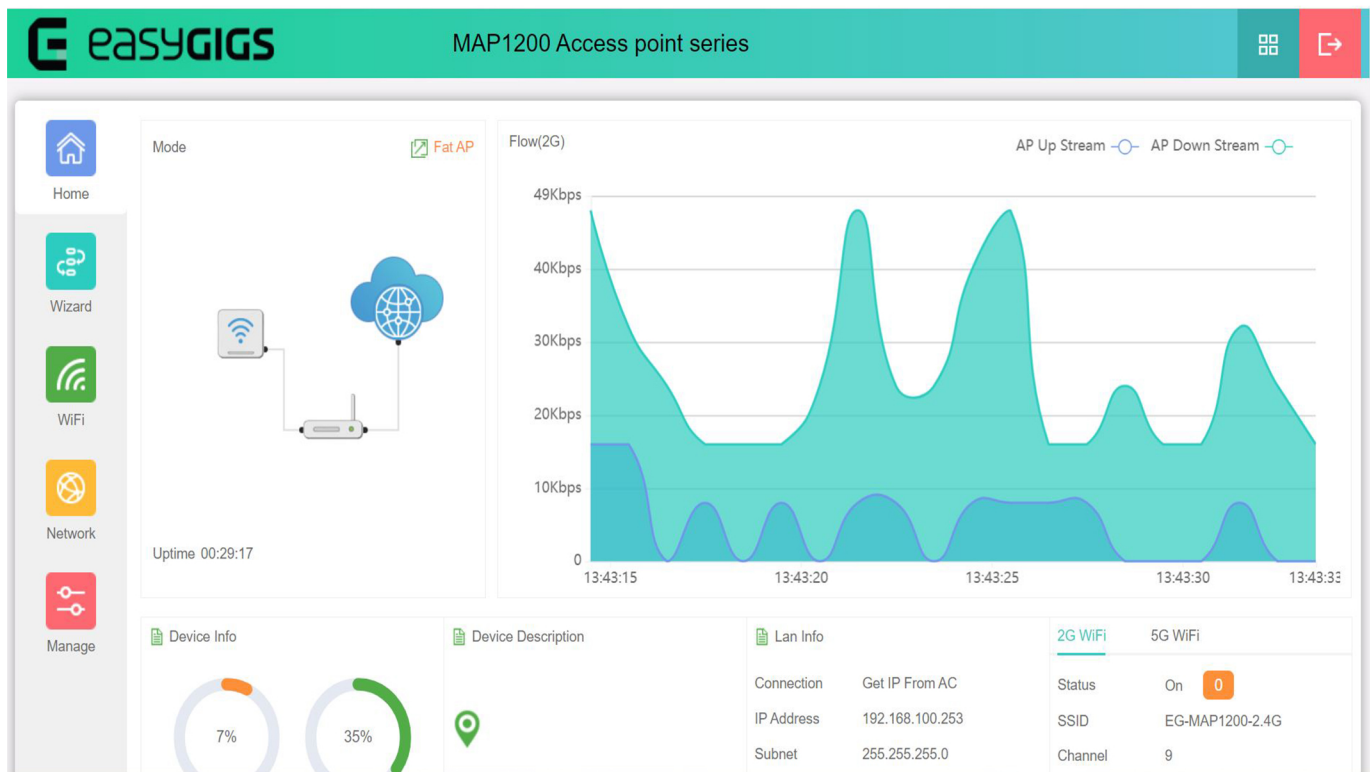 easyGIGS
MAP1200 Access point series
Home
Wizard
WiFi
Network
Manage
Mode
Fat AP
Uptime 00:29:17
Flow(2G)
AP Up Stream
AP Down Stream
49Kbps
40Kbps
30Kbps
20Kbps
10Kbps
0
13:43:15
13:43:20
13:43:25
13:43:30
13:43:33
Device Info
7%
35%
Device Description
Lan Info
Connection Get IP From AC
IP Address 192.168.100.253
Subnet 255.255.255.0
2G WiFi 5G WiFi
Status On 0
SSID EG-MAP1200-2.4G
Channel 9